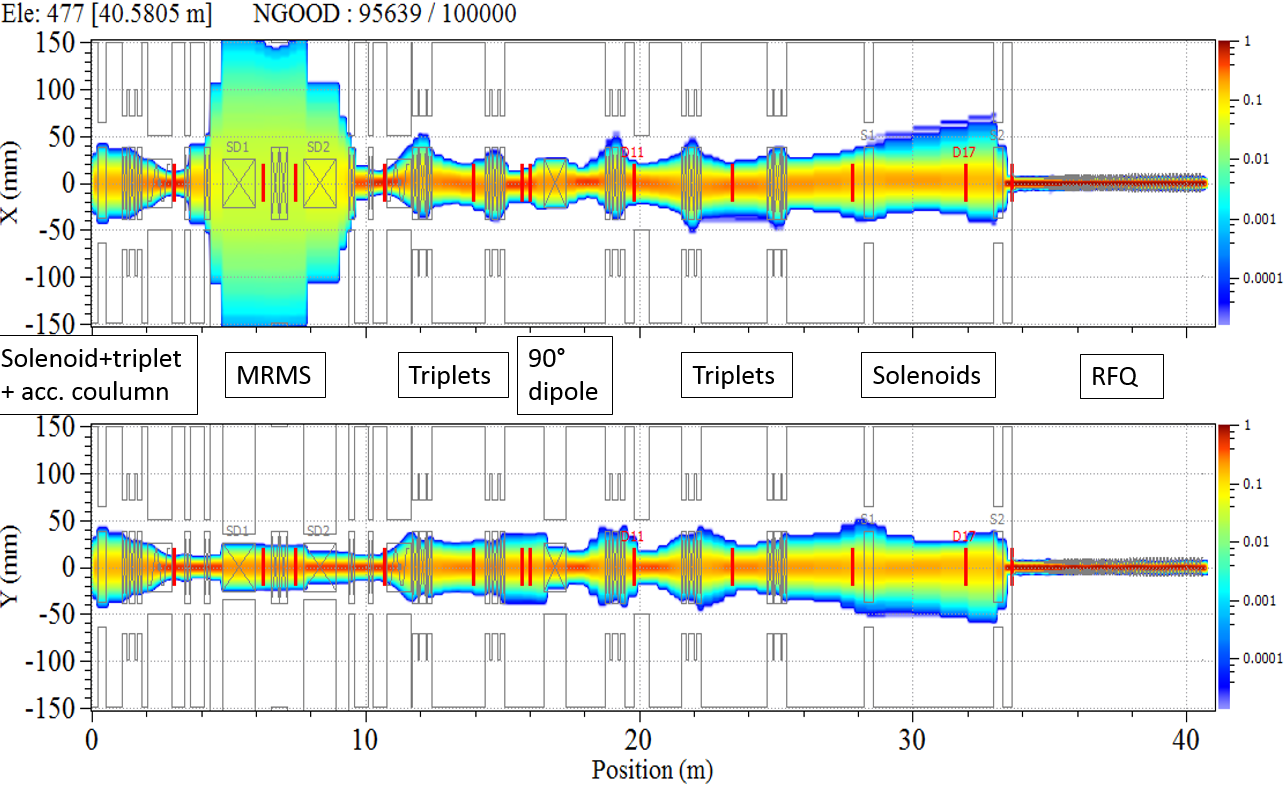 Ele: 477 [40.5805 m] NGOOD : 95639 / 100000
150
100
50
0
-50
-100
-150
X (mm)
SD1
SD2
D11
S1
D17
S2
1
0.1
0.01
0.001
0.0001
Solenoid+triplet
+ acc. coulumn
MRMS
Triplets
90°
dipole
Triplets
Solenoids
RFQ
150
100
50
0
-50
-100
-150
Y (mm)
SD1
SD2
D11
S1
D17
S2
1
0.1
0.01
0.001
0.0001
0
10
20
30
40
Position (m)